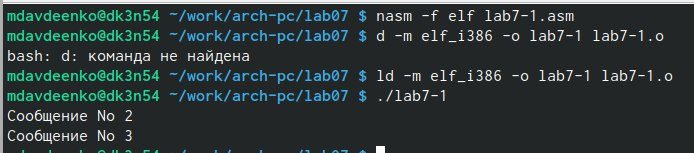 mdavdeenko@dk3n54 ~/work/arch-pc/lab07 $ nasm -f elf lab7-1.asm
mdavdeenko@dk3n54 ~/work/arch-pc/lab07 $ d -m elf_i386 -o lab7-1 lab7-1.o
bash: d: команда не найдена
mdavdeenko@dk3n54 ~/work/arch-pc/lab07 $ ld -m elf_i386 -o lab7-1 lab7-1.o
mdavdeenko@dk3n54 ~/work/arch-pc/lab07 $ ./lab7-1
Сообщение No 2
Сообщение No 3
mdavdeenko@dk3n54 ~/work/arch-pc/lab07 $